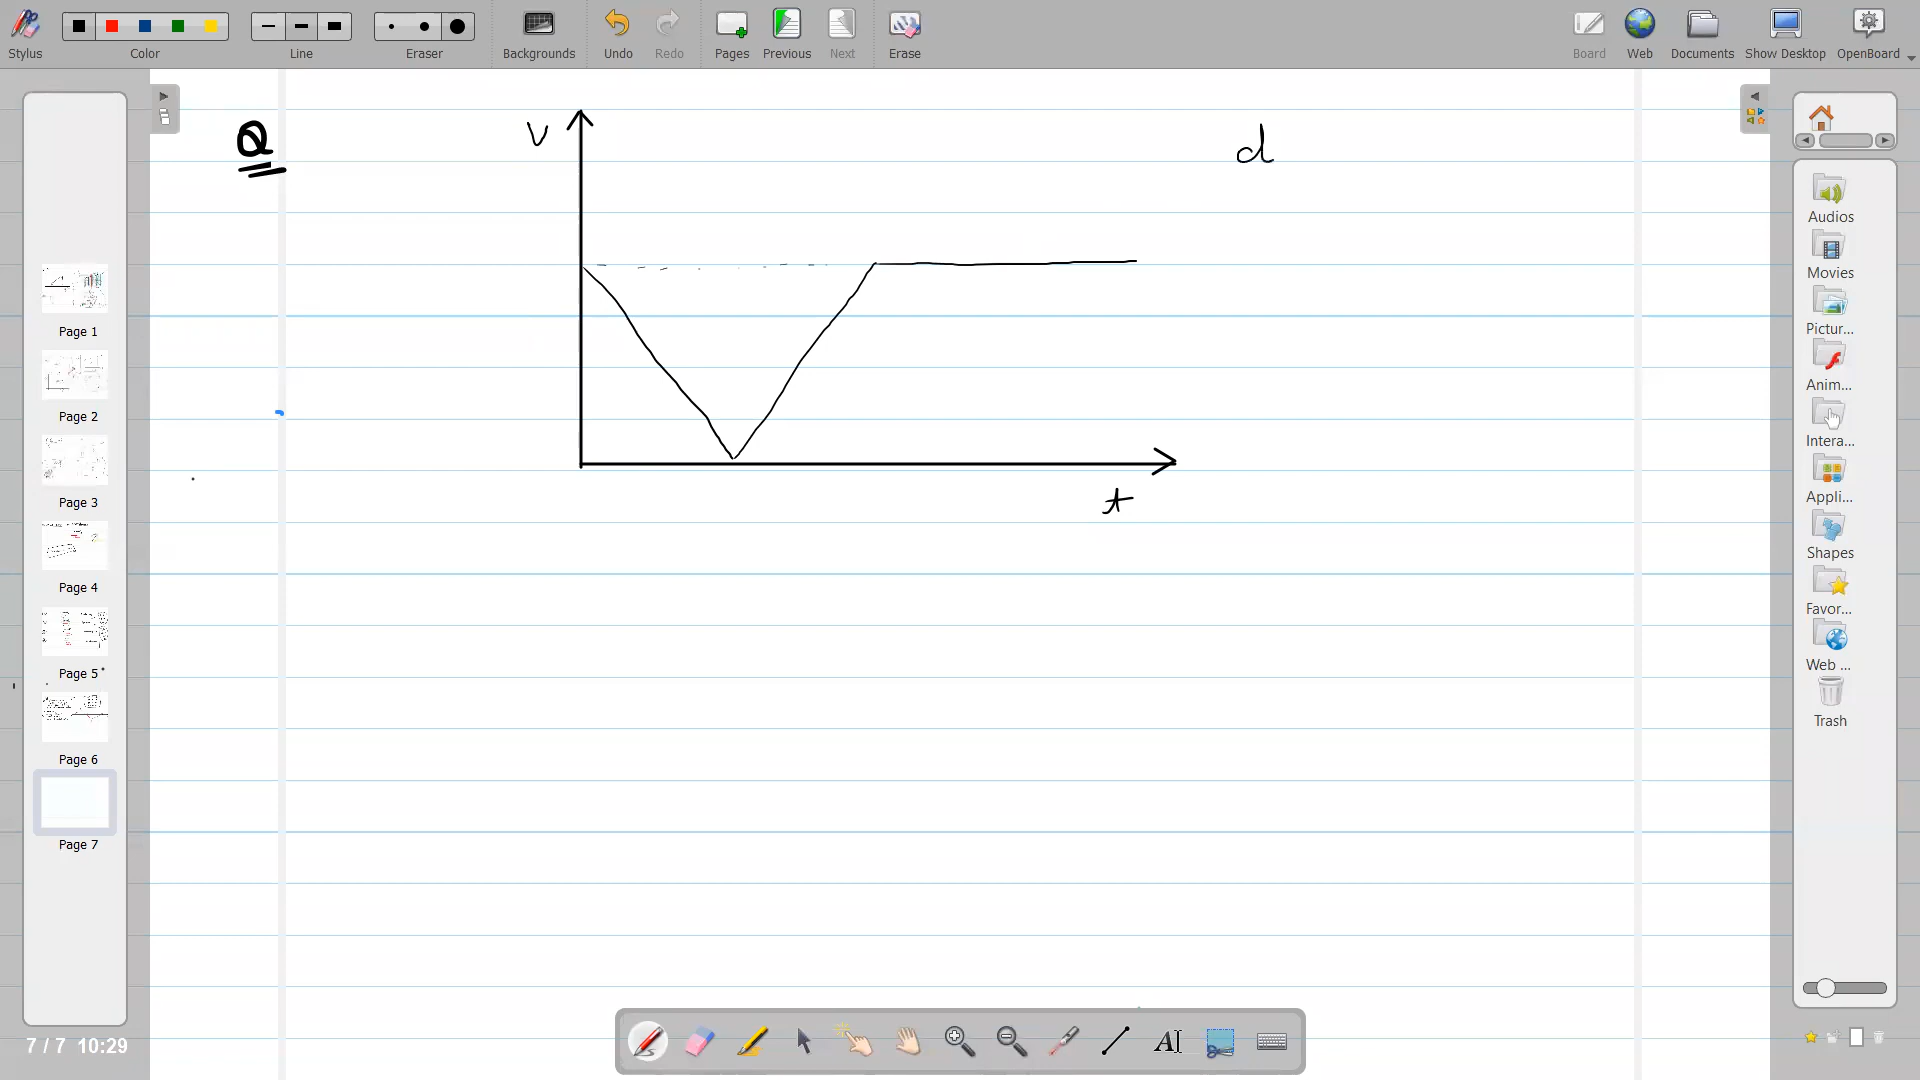 Stylus
Color
Line
Eraser
Backgrounds
Undo
Redo
Pages
Previous
Next
Erase
Board
Web
Documents
Show Desktop
OpenBoard
Q
V
d
t
Page 1
Page 2
Page 3
Page 4
Page 5
Page 6
Page 7
7 / 7 10:29
Audios
Movies
Pictur...
Anim...
Intera...
Appli...
Shapes
Favor...
Web ...
Trash